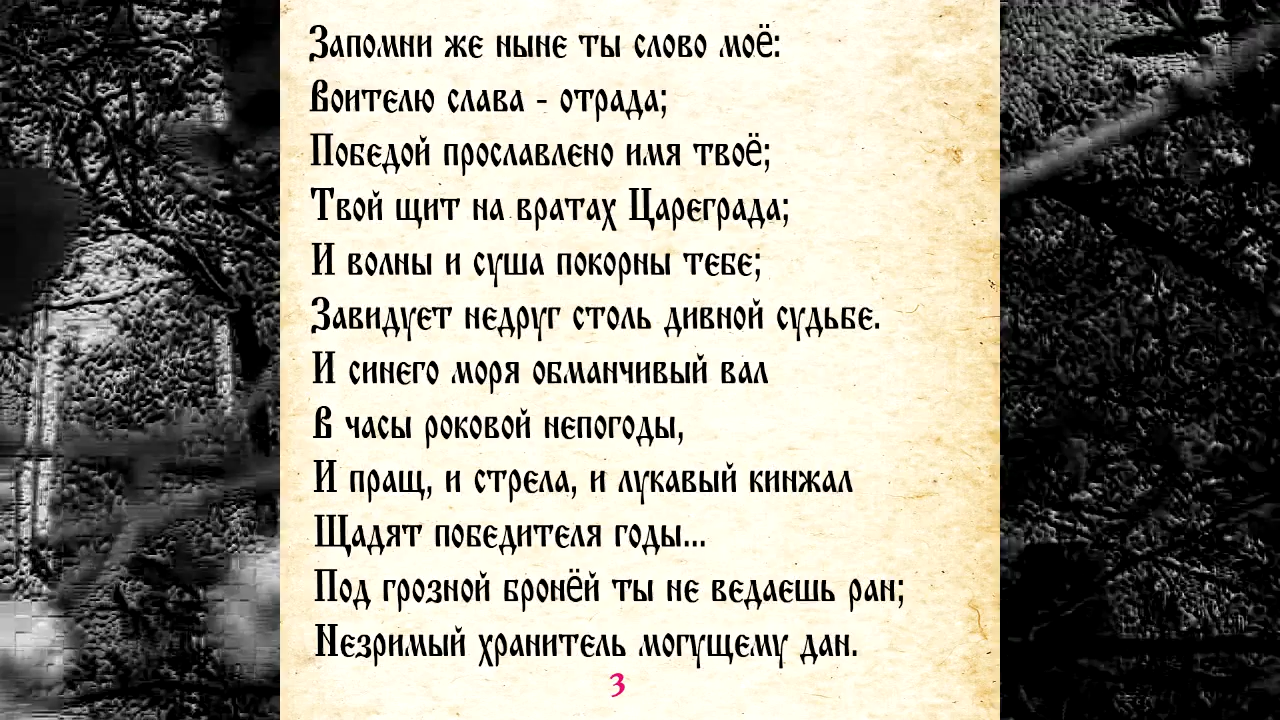 Запомни же ныне ты слово моё:
Воителю слава - отрада;
Победой прославлено имя твоё;
Твой щит на вратах Цареграда;
И волны и суша покорны тебе;
Завидует недруг столь дивной судьбе.
И синего моря обманчивый вал
В часы роковой непогоды,
И пращ, и стрела, и лукавый кинжал
Щадят победителя годы...
Под грозной бронёй ты не ведаешь ран;
Незримый хранитель могущему дан.
3